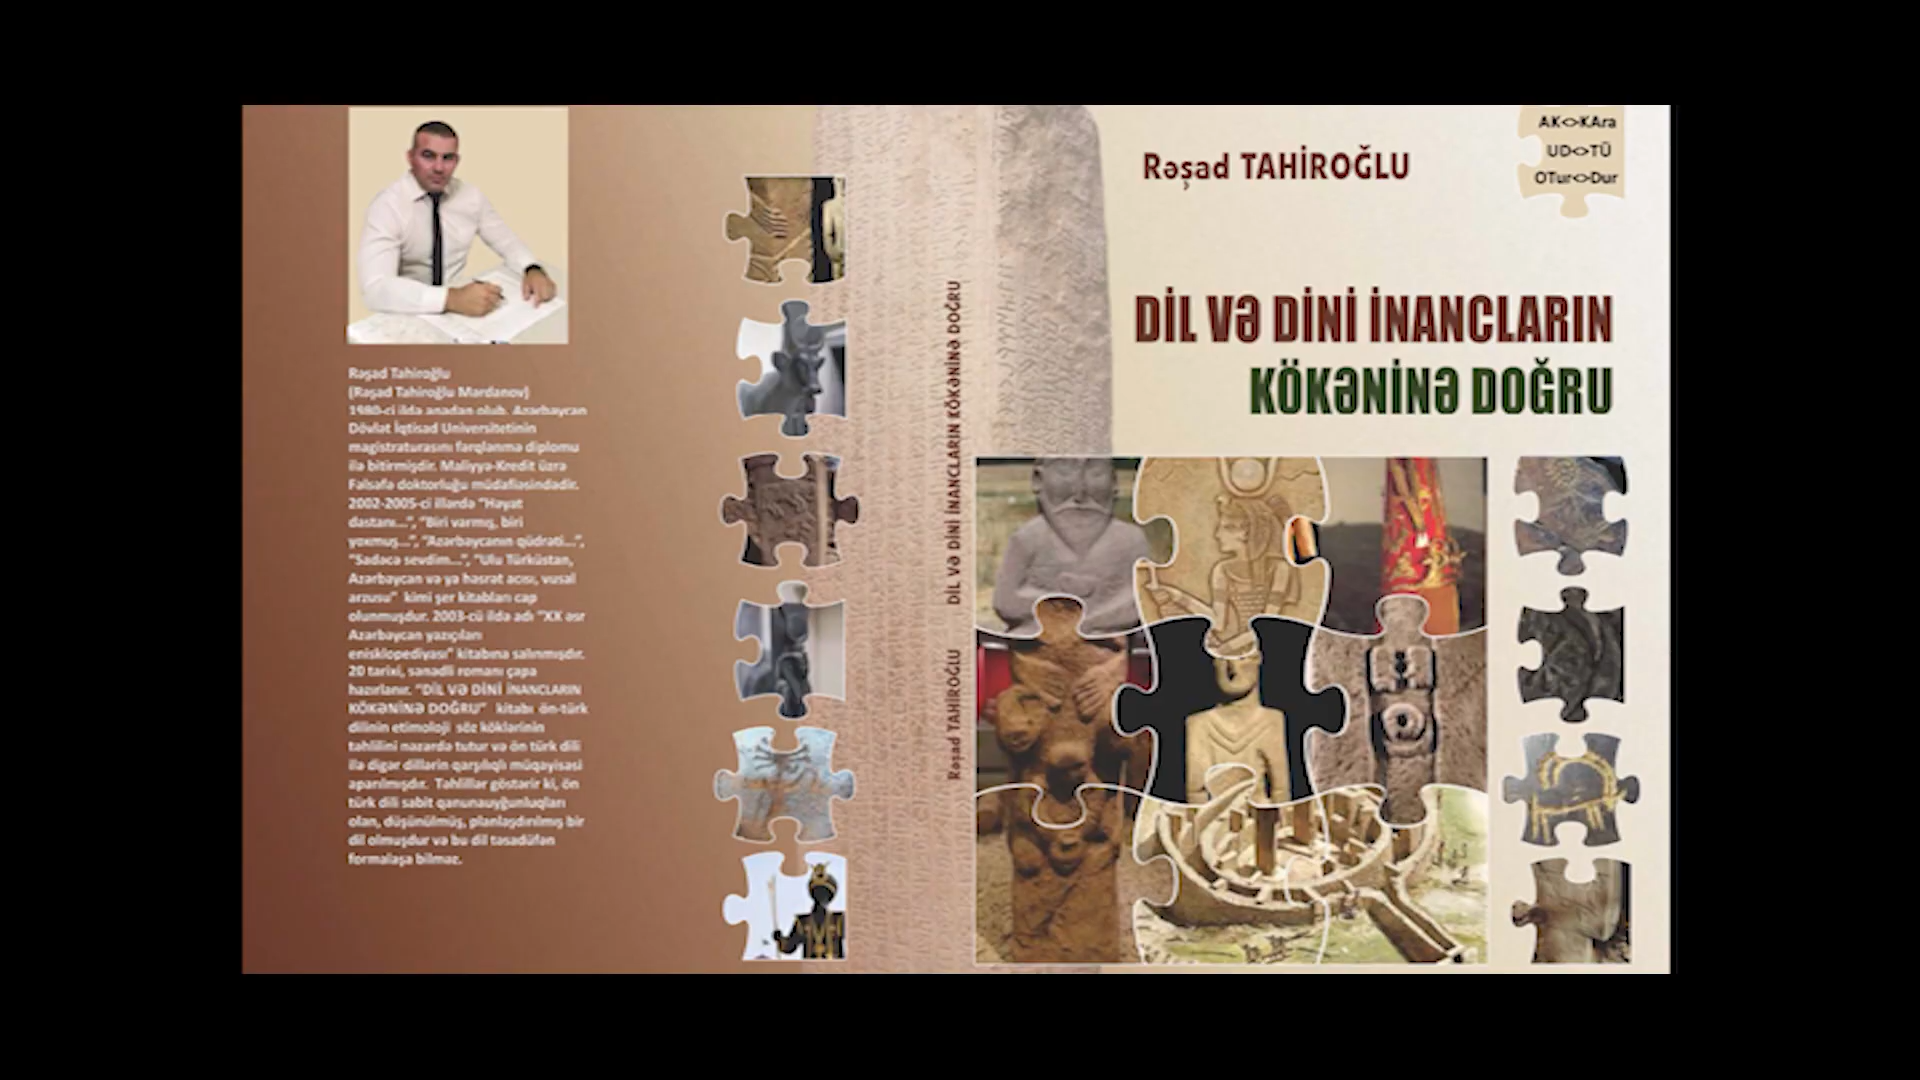 Rəşad Tahiroğlu
(Rəşad Tahiroğlu Mərdanov)
1980-ci ildə anadan olub. Azərbaycan
Dövlət İqtisad Universitetinin
magistraturasını fərqlənmə diplomu
ilə bitirmişdir. Maliyyə-Kredit üzrə
Fəlsəfə doktorluğu müdafiəsindədir.
2002-2005-ci illərdə "Həyat
dastanı...", "Biri varmış, biri
yoxmuş...", "Azərbaycanın qüdrəti...",
"Sadəcə sevdim...", "Ulu Türküstan,
Azərbaycan və ya həsrət acısı, vüsal
arzusu" kimi şer kitabları çap
olunmuşdur. 2003-cü ildə adı "XX əsr
Azərbaycan yazıçıları
enisklopediyası" kitabına salınmışdır.
20 tarixi, sənədli romanı çapa
hazırlanır. "DİL VƏ DİNİ İNANCLARIN
KÖKƏNİNƏ DOĞRU" kitabı ön-türk
dilinin etimoloji söz köklərinin
təhlilini nəzərdə tutur və ön türk dili
ilə digər dillərin qarşılıqlı müqayisəsi
aparılmışdır. Təhlillər göstərir ki, ön
türk dili sabit qanunauyğunluqları
olan, düşünülmüş, planlaşdırılmış bir
dil olmuşdur və bu dil təsadüfən
formalaşa bilməz.
Rəşad TAHİROĞLU DİL VƏ DİNİ İNANCLARIN KÖKƏNİNƏ DOĞRU
Rəşad TAHİROĞLU
AK<>KAra
UD<>TÜ
OTur<>Dur
DİL VƏ DİNİ İNANCLARIN
KÖKƏNİNƏ DOĞRU